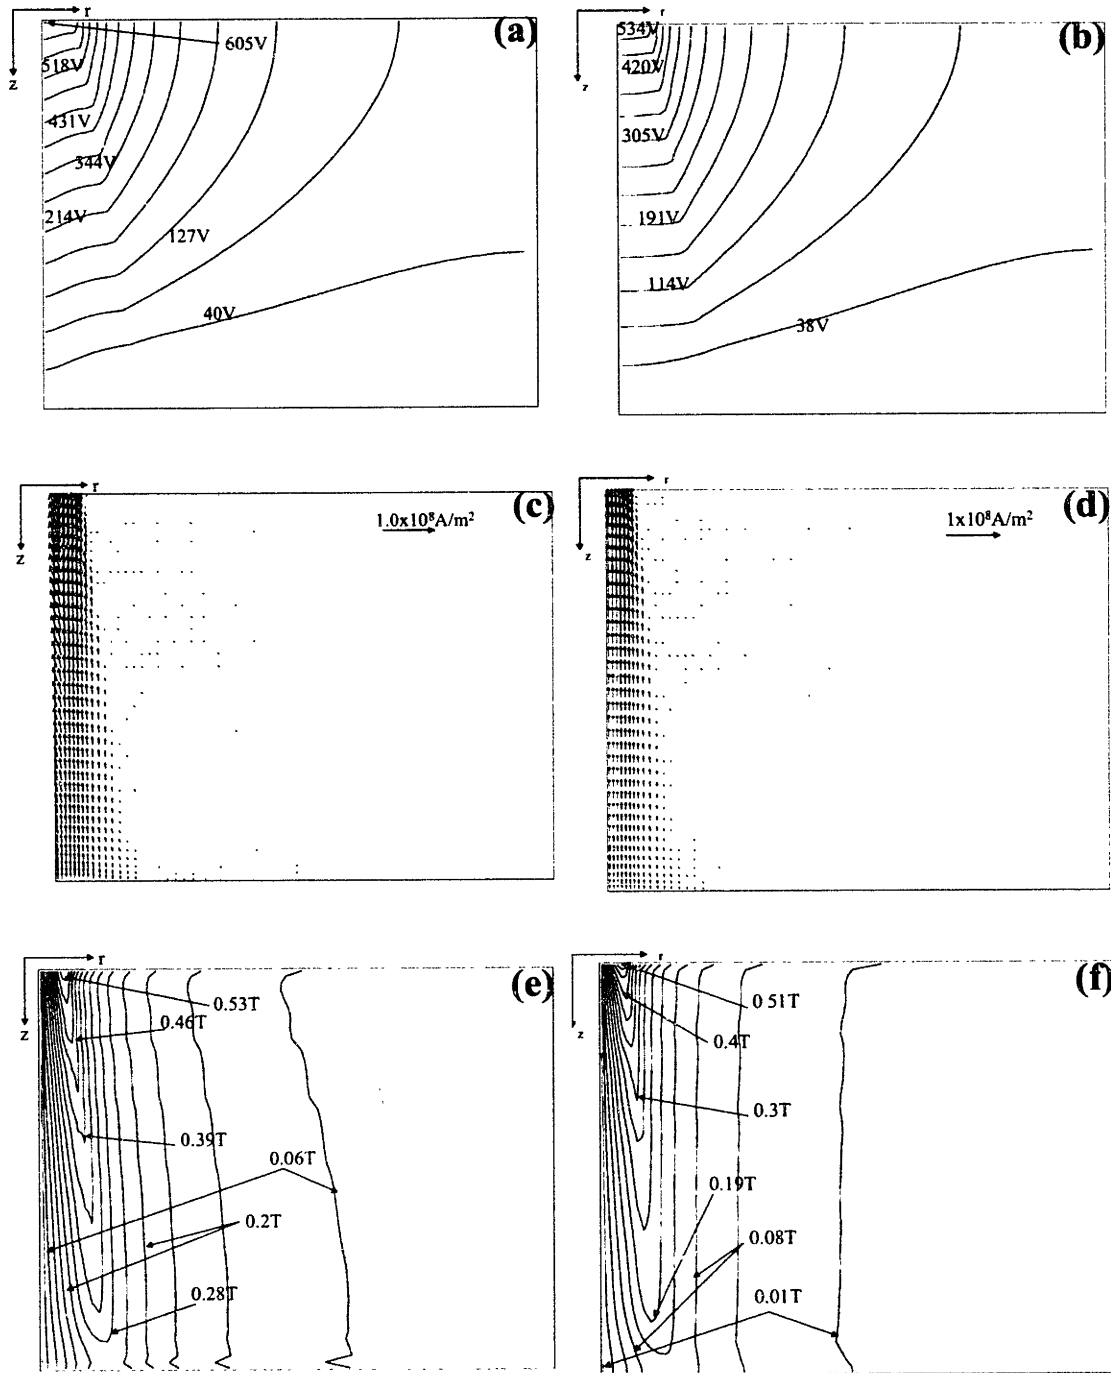 r
(a)
605V
z
518V
431V
344V
214V
127V
40V
r
(b)
534V
z
420V
305V
191V
114V
38V
r
(c)
1.0x10⁸A/m²
z
r
(d)
1x10⁸A/m²
z
r
(e)
0.53T
z
0.46T
0.39T
0.06T
0.2T
0.28T
r
(f)
0.51T
z
0.4T
0.3T
0.19T
0.08T
0.01T